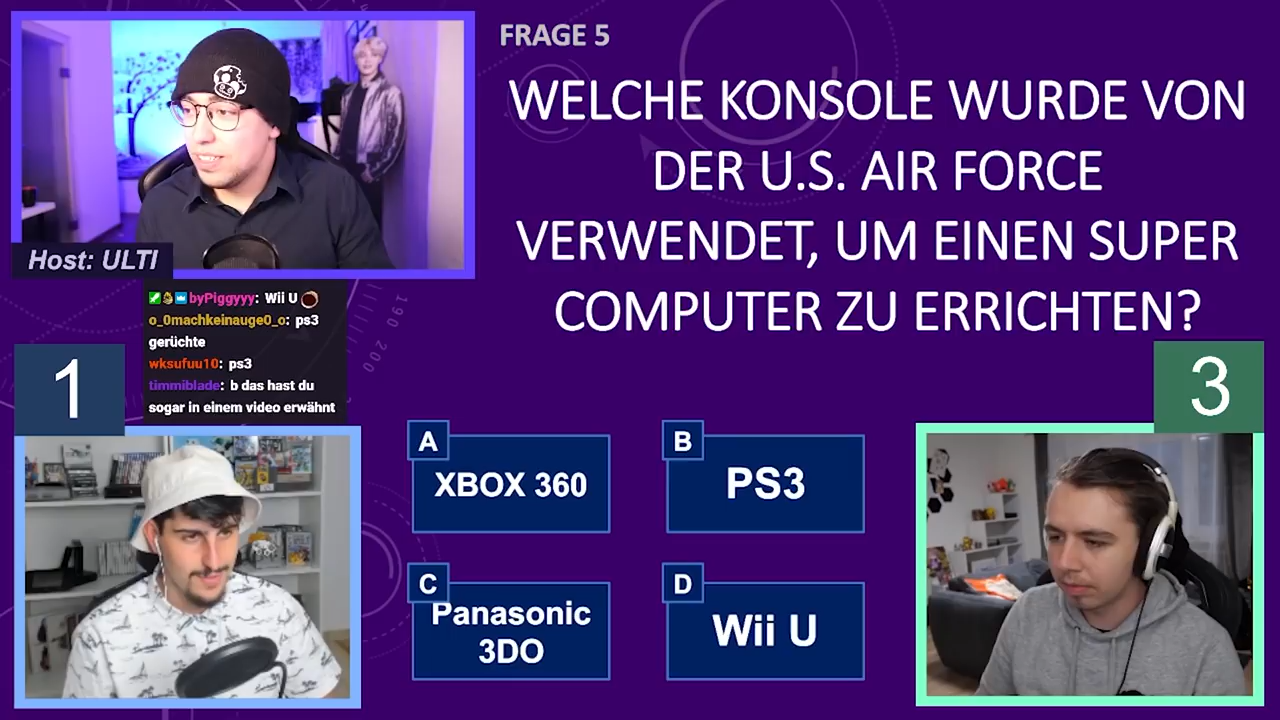 FRAGE 5
WELCHE KONSOLE WURDE VON
DER U.S. AIR FORCE
VERWENDET, UM EINEN SUPER
COMPUTER ZU ERRICHTEN?
Host: ULTI
byPiggyyy: Wii U
o_0machkeinauge0_o: ps3
gerüchte
wksufuu10: ps3
timmiblade: b das hast du
sogar in einem video erwähnt
190 200
1
3
A
XBOX 360
B
PS3
C
Panasonic
3DO
D
Wii U